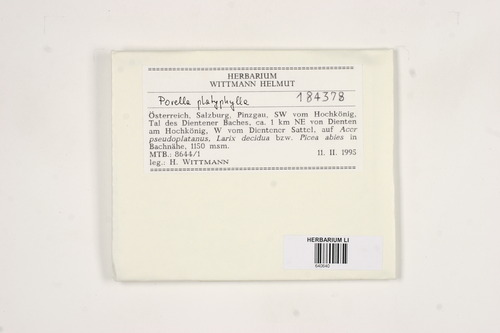 HERBARIUM
WITTMANN HELMUT
Porella platyphylla 184378
Österreich, Salzburg, Pinzgau, SW vom Hochkönig,
Tal des Dientener Baches, ca. 1 km NE von Dienten
am Hochkönig, W vom Dientener Sattel, auf Acer
pseudoplatanus, Larix decidua bzw. Picea abies in
Bachnähe, 1150 msm.
MTB.: 8644/1 11. II. 1995
leg.: H. WITTMANN
HERBARIUM LI
640640